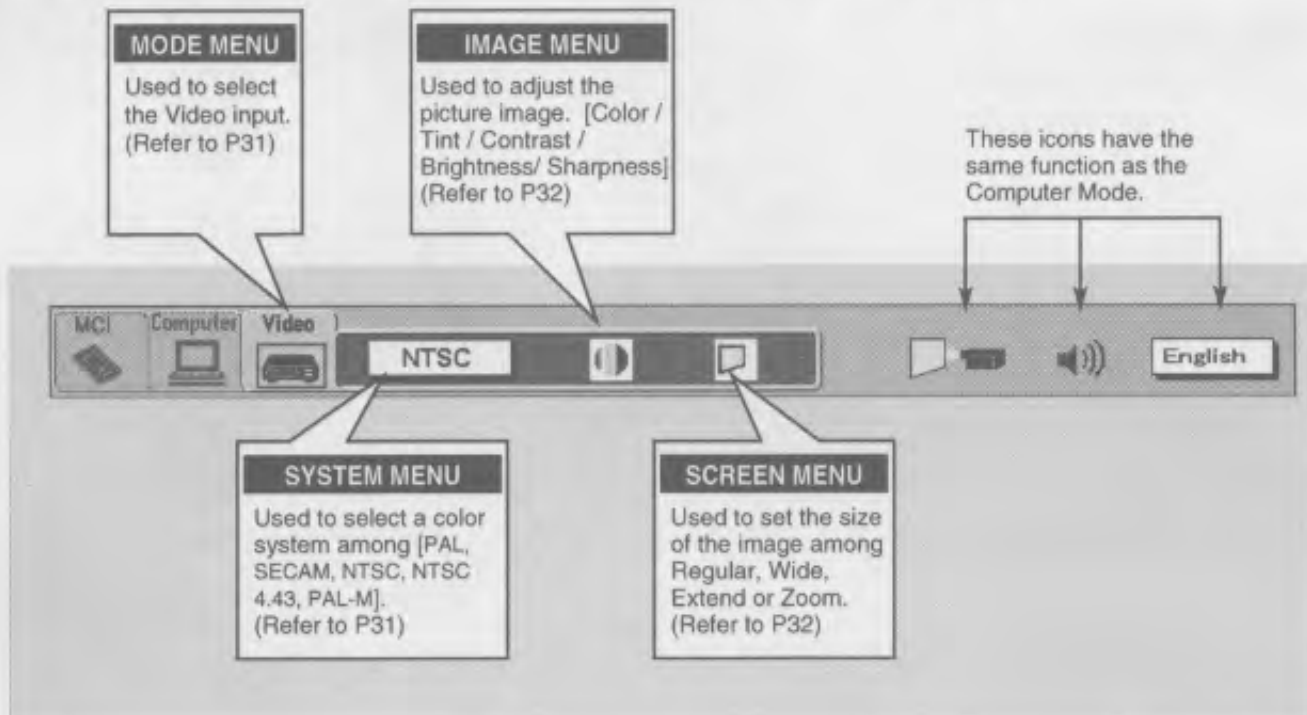 MODE MENU
Used to select
the Video input.
(Refer to P31)
IMAGE MENU
Used to adjust the
picture image. [Color /
Tint / Contrast /
Brightness/ Sharpness]
(Refer to P32)
These icons have the
same function as the
Computer Mode.
MCI
Computer
Video
NTSC
English
SYSTEM MENU
Used to select a color
system among [PAL,
SECAM, NTSC, NTSC
4.43, PAL-M].
(Refer to P31)
SCREEN MENU
Used to set the size
of the image among
Regular, Wide,
Extend or Zoom.
(Refer to P32)